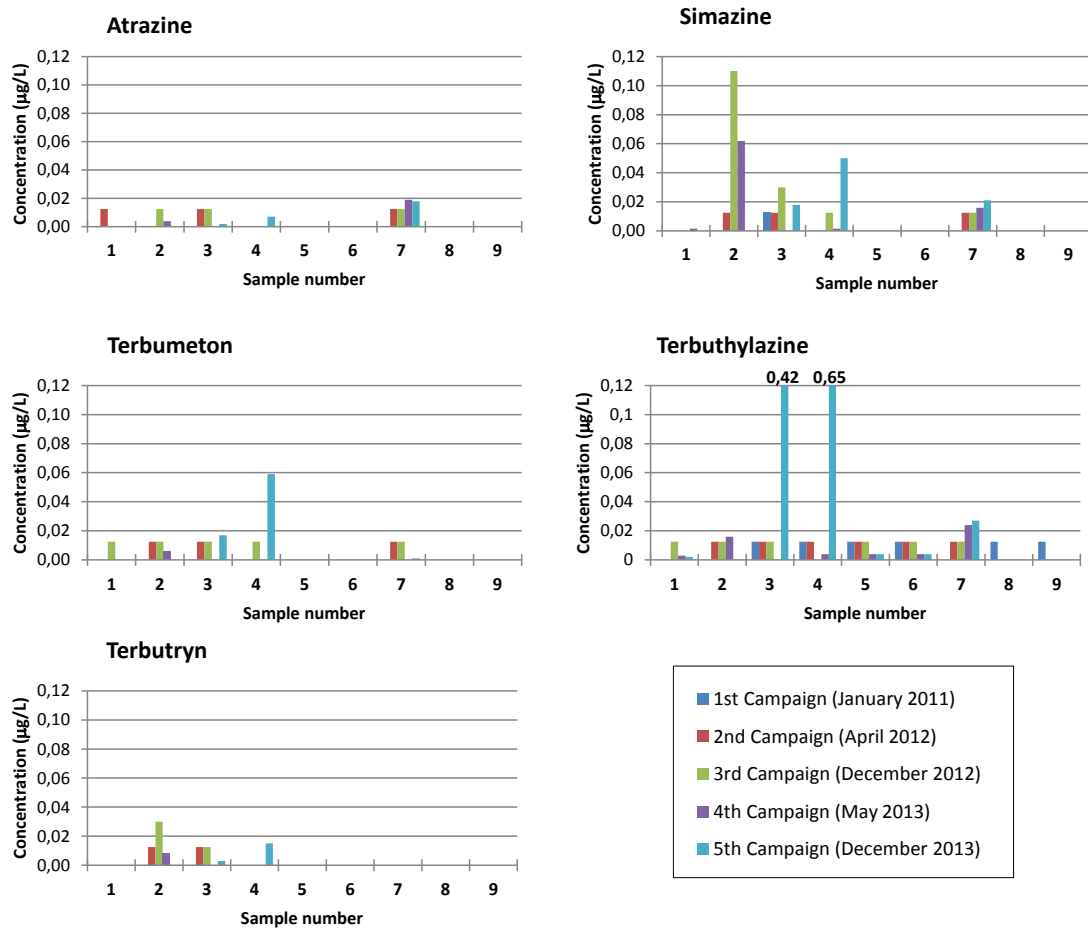 Atrazine
0,12
0,10
0,08
0,06
0,04
0,02
0,00
Concentration (µg/L)
1 2 3 4 5 6 7 8 9
Sample number
Simazine
0,12
0,10
0,08
0,06
0,04
0,02
0,00
Concentration (µg/L)
1 2 3 4 5 6 7 8 9
Sample number
Terbumeton
0,12
0,10
0,08
0,06
0,04
0,02
0,00
Concentration (µg/L)
1 2 3 4 5 6 7 8 9
Sample number
Terbuthylazine
0,42 0,65
0,12
0,1
0,08
0,06
0,04
0,02
0
Concentration (µg/L)
1 2 3 4 5 6 7 8 9
Sample number
Terbutryn
0,12
0,10
0,08
0,06
0,04
0,02
0,00
Concentration (µg/L)
1 2 3 4 5 6 7 8 9
Sample number
1st Campaign (January 2011)
2nd Campaign (April 2012)
3rd Campaign (December 2012)
4th Campaign (May 2013)
5th Campaign (December 2013)